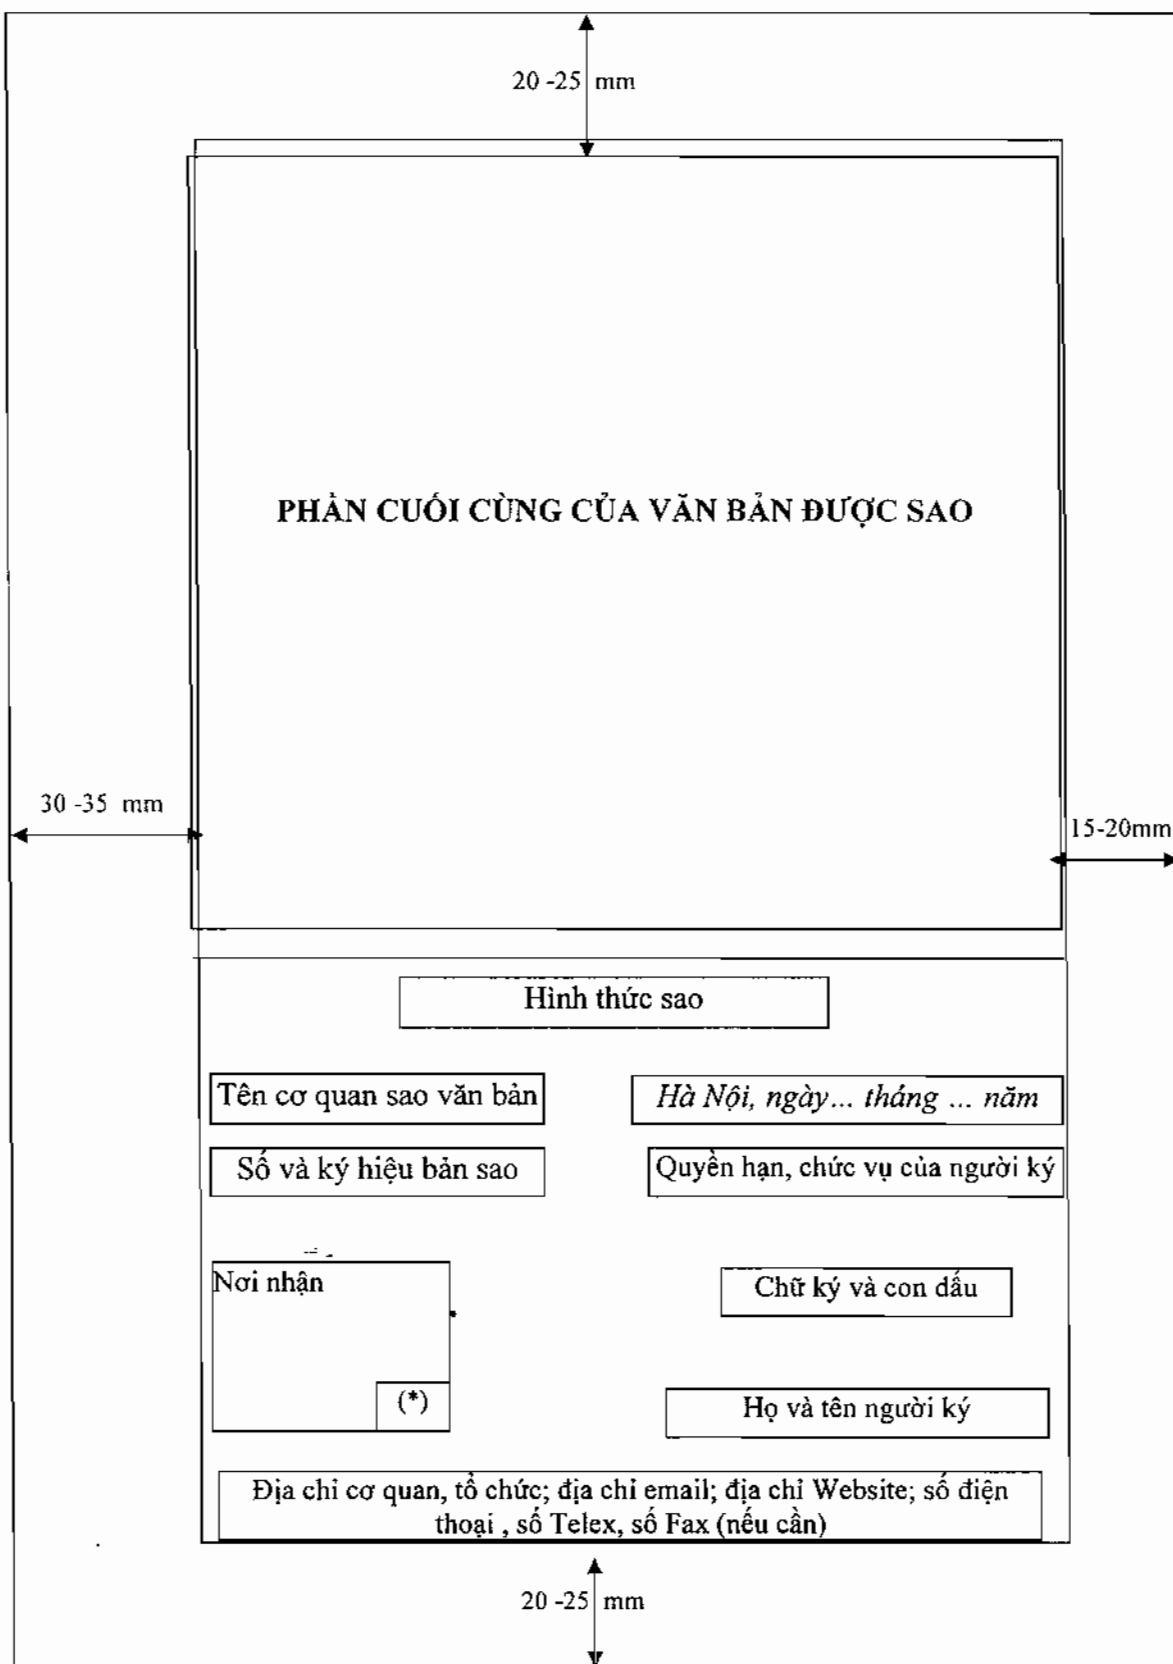 20 -25 mm
PHẦN CUỐI CÙNG CỦA VĂN BẢN ĐƯỢC SAO
30 -35 mm
15-20mm
Hình thức sao
Tên cơ quan sao văn bản
Hà Nội, ngày... tháng ... năm
Số và ký hiệu bản sao
Quyền hạn, chức vụ của người ký
Nơi nhận
Chữ ký và con dấu
(*)
Họ và tên người ký
Địa chỉ cơ quan, tổ chức; địa chỉ email; địa chỉ Website; số điện
thoại , số Telex, số Fax (nếu cần)
20 -25 mm